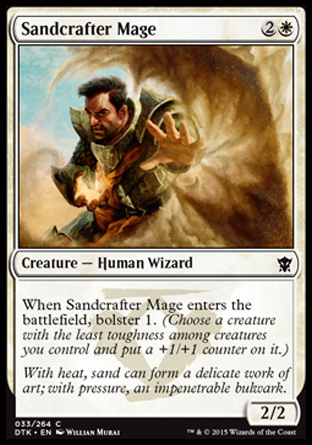 Sandcrafter Mage 2
Creature — Human Wizard
When Sandcrafter Mage enters the
battlefield, bolster 1. (Choose a creature
with the least toughness among creatures
you control and put a +1/+1 counter on it.)
With heat, sand can form a delicate work of
art; with pressure, an impenetrable bulwark.
2/2
033/264 C
DTK • EN Willian Murai
™ & © 2015 Wizards of the Coast